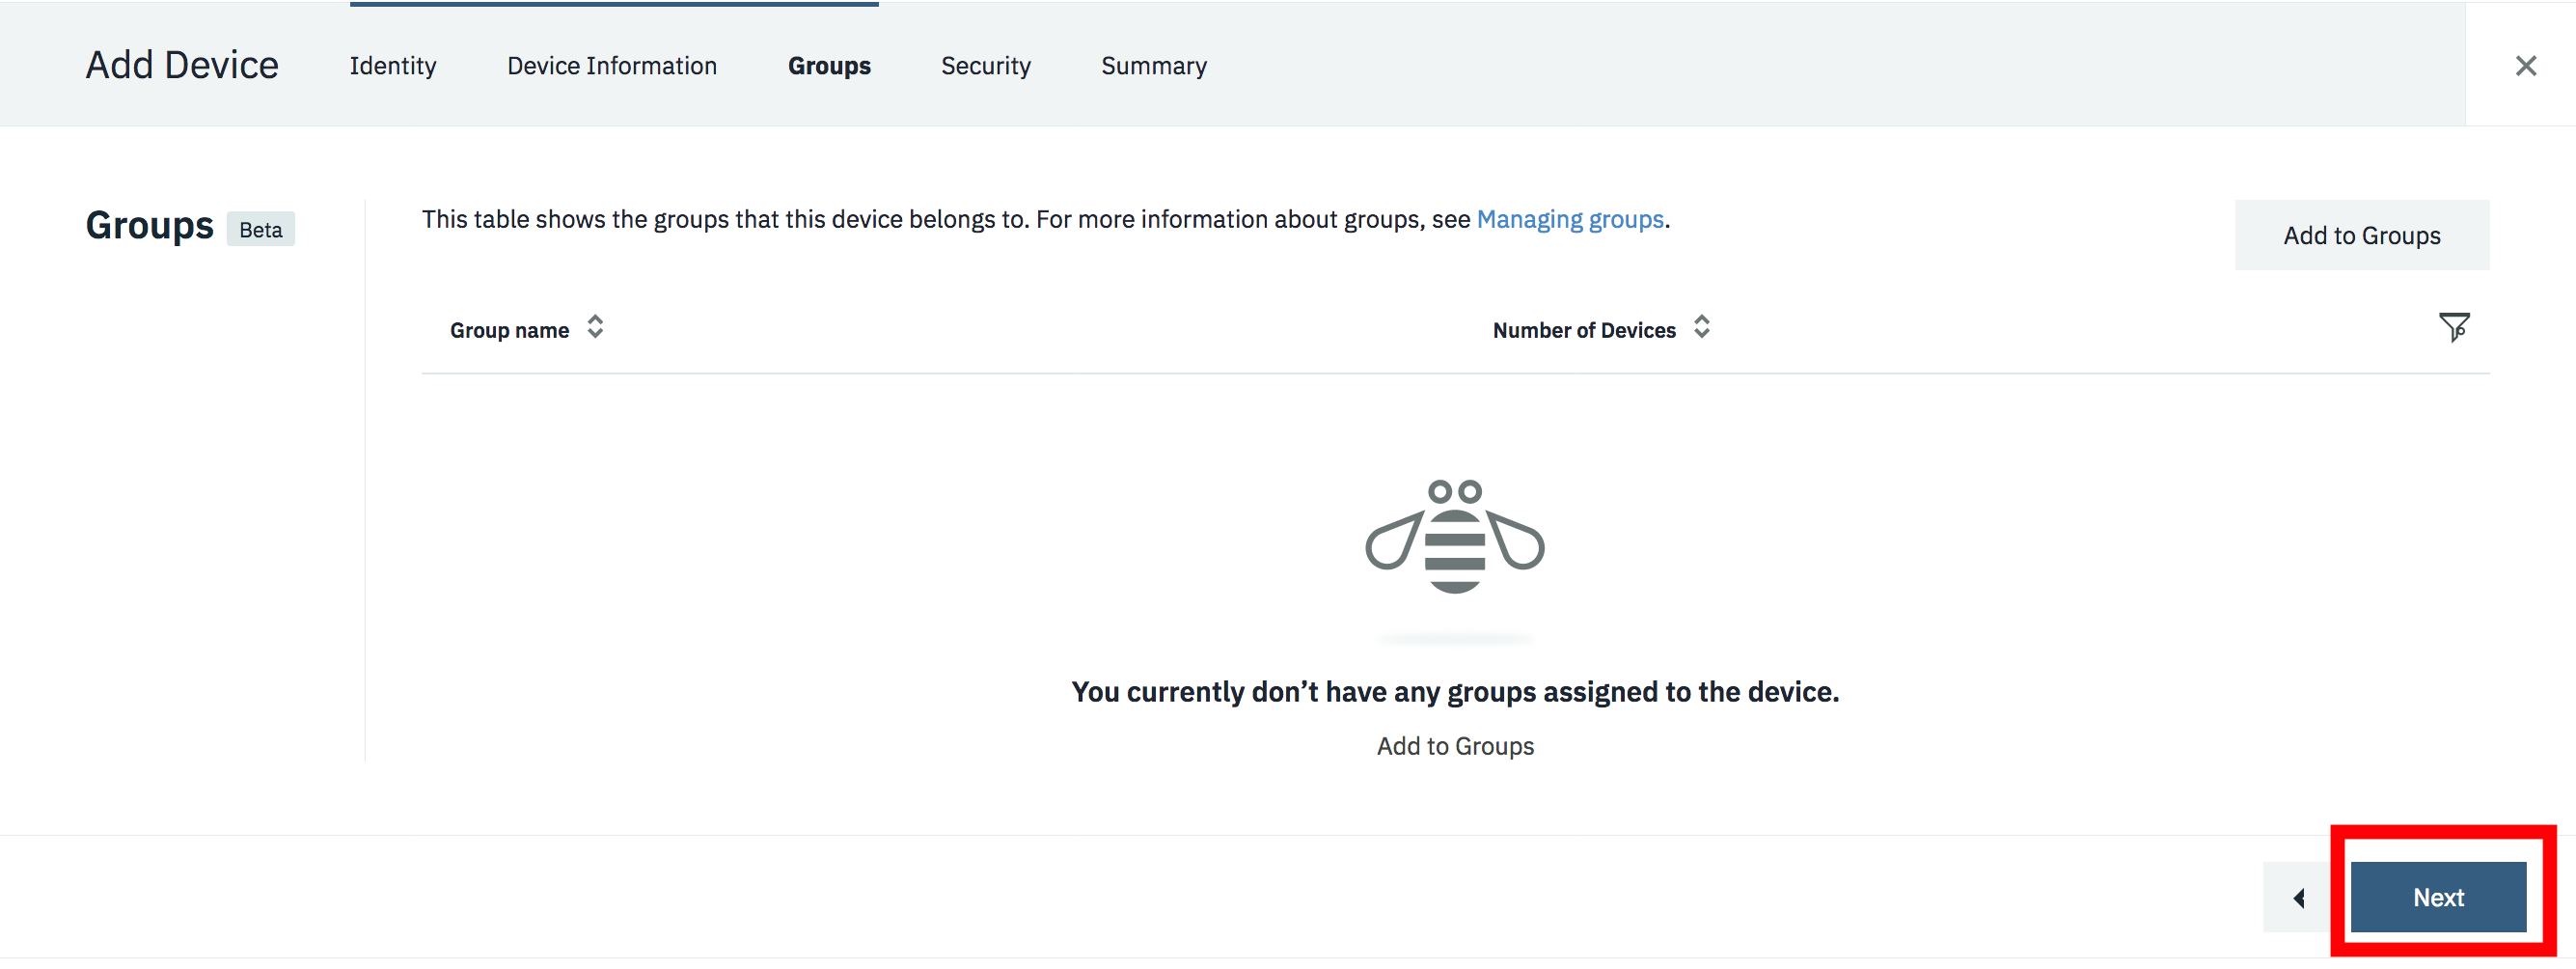 Add Device Identity Device Information Groups Security Summary
Groups Beta
This table shows the groups that this device belongs to. For more information about groups, see Managing groups.
Add to Groups
Group name Number of Devices
You currently don’t have any groups assigned to the device.
Add to Groups
Next